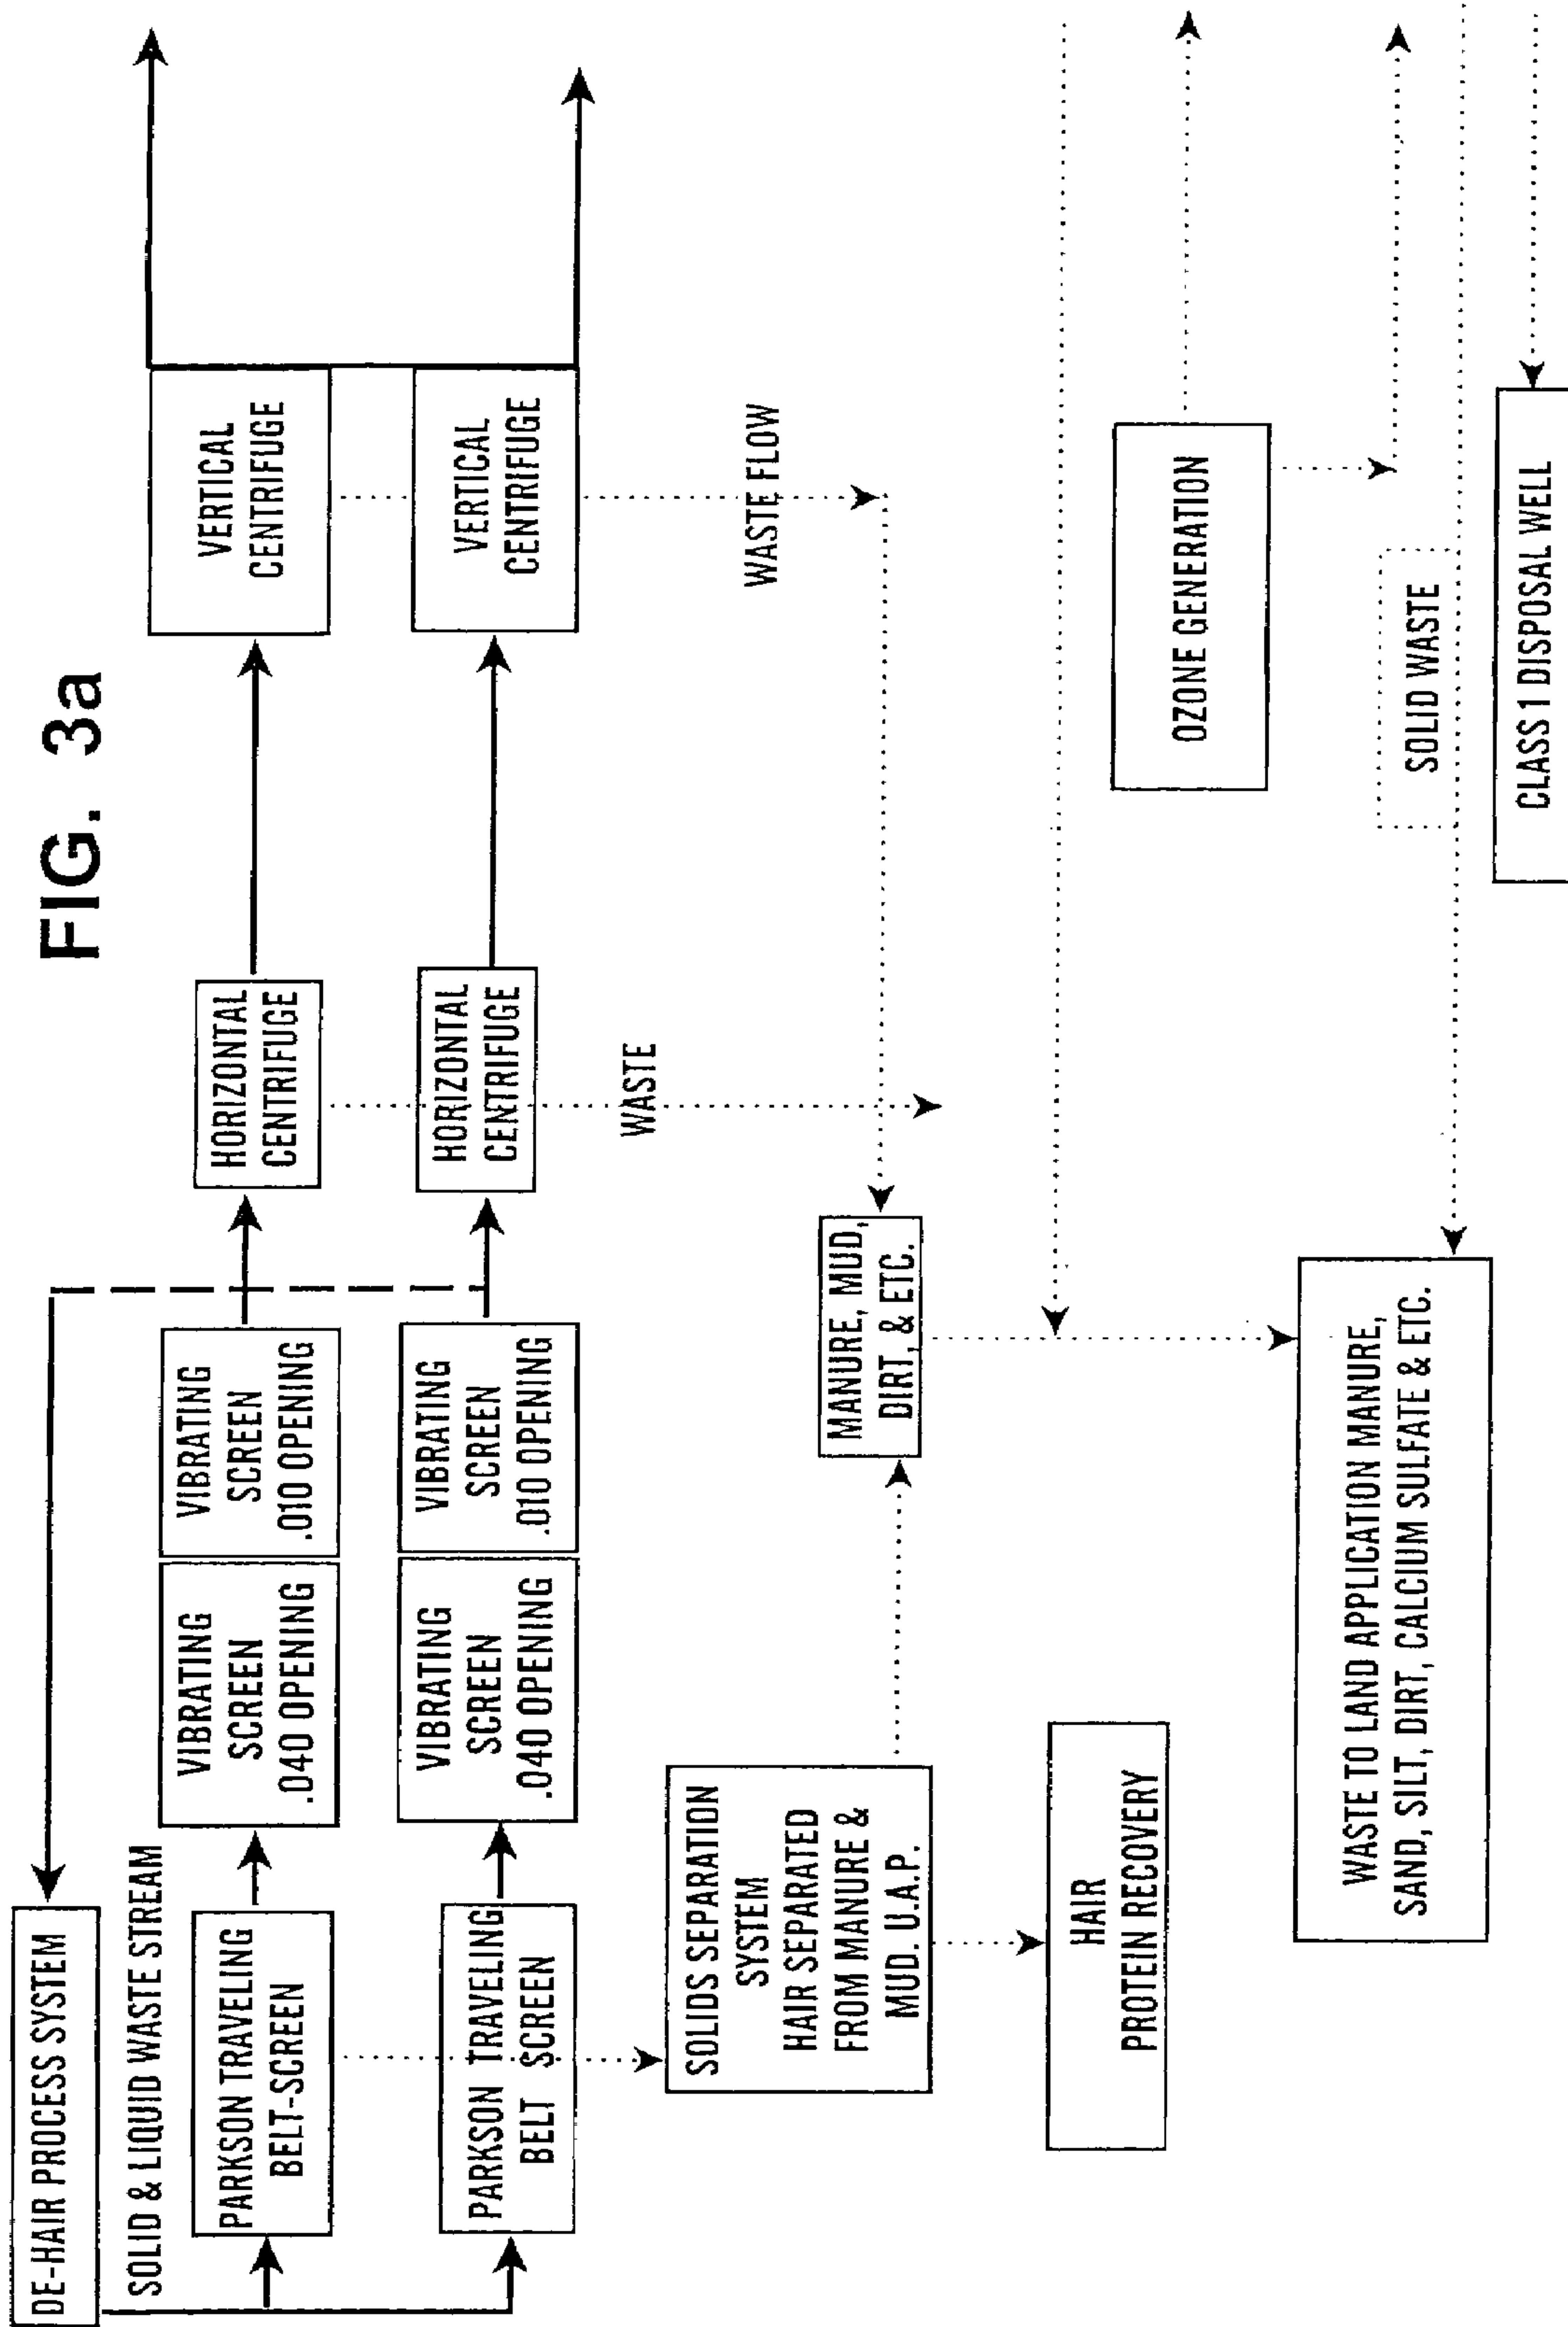 FIG. 3a
DE-HAIR PROCESS SYSTEM
SOLID & LIQUID WASTE STREAM
PARKSON TRAVELING
BELT-SCREEN
VIBRATING
SCREEN
.040 OPENING
VIBRATING
SCREEN
.010 OPENING
HORIZONTAL
CENTRIFUGE
VERTICAL
CENTRIFUGE
PARKSON TRAVELING
BELT SCREEN
VIBRATING
SCREEN
.040 OPENING
VIBRATING
SCREEN
.010 OPENING
HORIZONTAL
CENTRIFUGE
VERTICAL
CENTRIFUGE
WASTE
WASTE FLOW
SOLIDS SEPARATION
SYSTEM
HAIR SEPARATED
FROM MANURE &
MUD. U.A.P.
MANURE, MUD,
DIRT, & ETC.
HAIR
PROTEIN RECOVERY
OZONE GENERATION
WASTE TO LAND APPLICATION MANURE,
SAND, SILT, DIRT, CALCIUM SULFATE & ETC.
SOLID WASTE
CLASS 1 DISPOSAL WELL